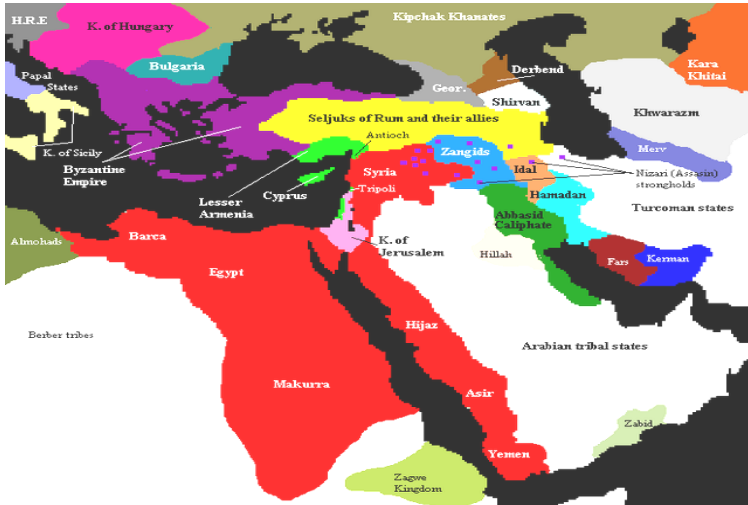 H.R.E
K. of Hungary
Kipchak Khanates
Kara
Khitai
Bulgaria
Papal
States
Geor.
Derbend
Shirvan
Khwarazm
Seljuks of Rum and their allies
Antioch
K. of Sicily
Zangids
Merv
Byzantine
Empire
Syria
Idal
Nizari (Assasin)
strongholds
Tripoli
Cyprus
Lesser
Armenia
Hamadan
Turcoman states
Abbasid
Caliphate
Almohads
Barca
K. of
Jerusalem
Hillah
Fars
Kerman
Egypt
Berber tribes
Hijaz
Arabian tribal states
Makurra
Asir
Zabid
Yemen
Zagwe
Kingdom